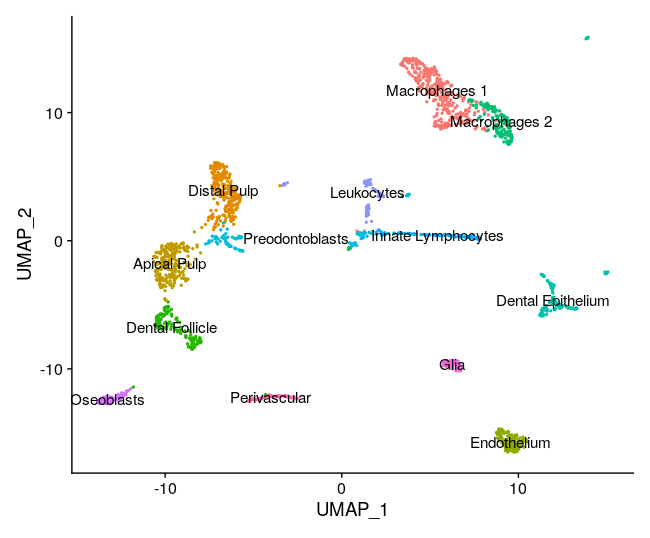 Macrophages 1
Macrophages 2
Distal Pulp
Leukocytes
Preodontoblasts
Innate Lymphocytes
Apical Pulp
Dental Epithelium
Dental Follicle
Glia
Oseoblasts
Perivascular
Endothelium
10
0
-10
UMAP_2
-10
0
10
UMAP_1